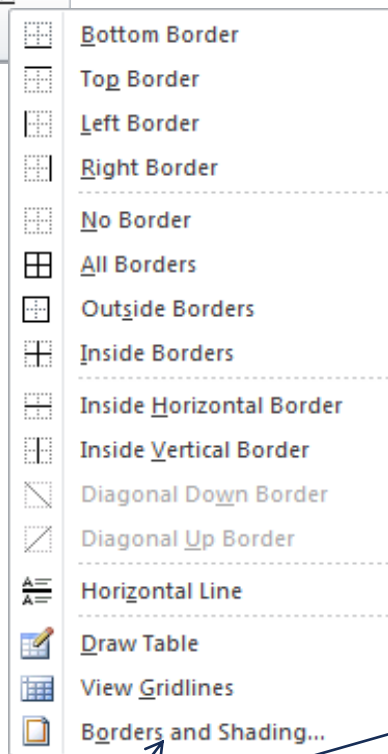 Bottom Border
Top Border
Left Border
Right Border
No Border
All Borders
Outside Borders
Inside Borders
Inside Horizontal Border
Inside Vertical Border
Diagonal Down Border
Diagonal Up Border
Horizontal Line
Draw Table
View Gridlines
Borders and Shading...